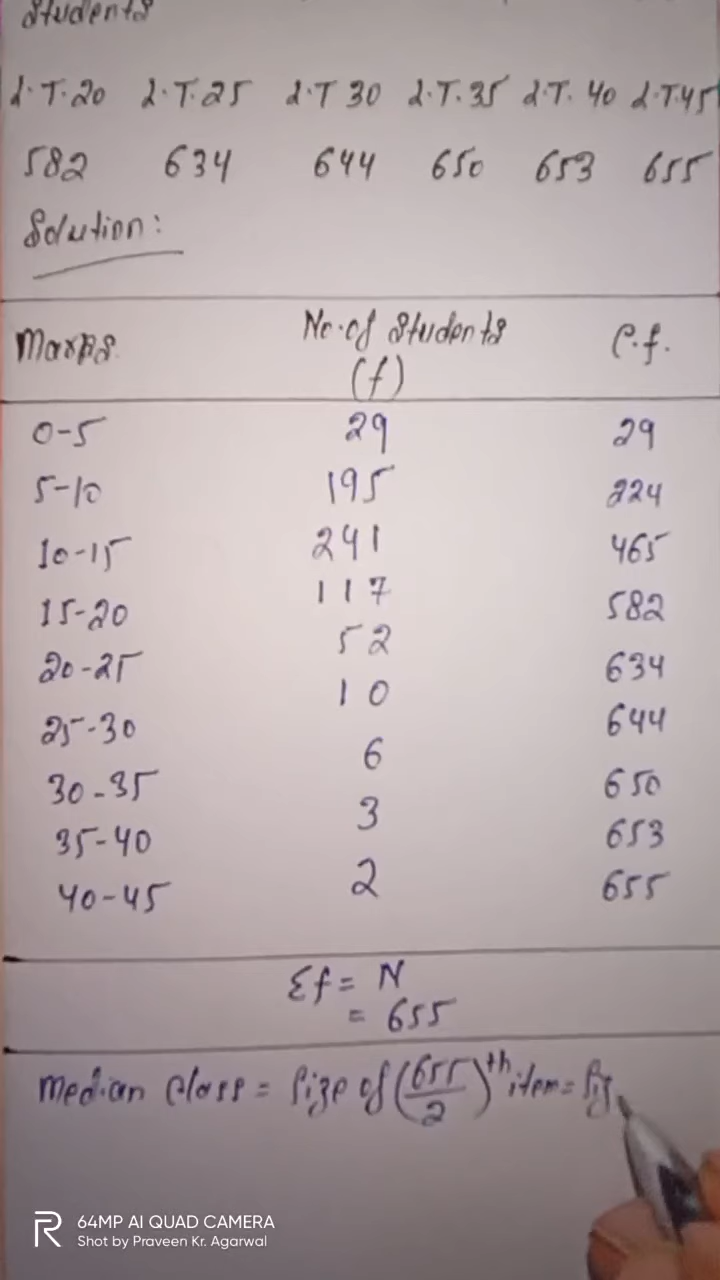 Students
L.T.20 L.T.25 L.T 30 L.T.35 L.T. 40 L.T.45
582 634 644 650 653 655
Solution:
Marks No. of Students (f) c.f.
0-5 29 29
5-10 195 224
10-15 241 465
15-20 117 582
20-25 52 634
25-30 10 644
30-35 6 650
35-40 3 653
40-45 2 655
Σf = N
= 655
Median Class = Size of (655/2)th item = Siz
64MP AI QUAD CAMERA
Shot by Praveen Kr. Agarwal